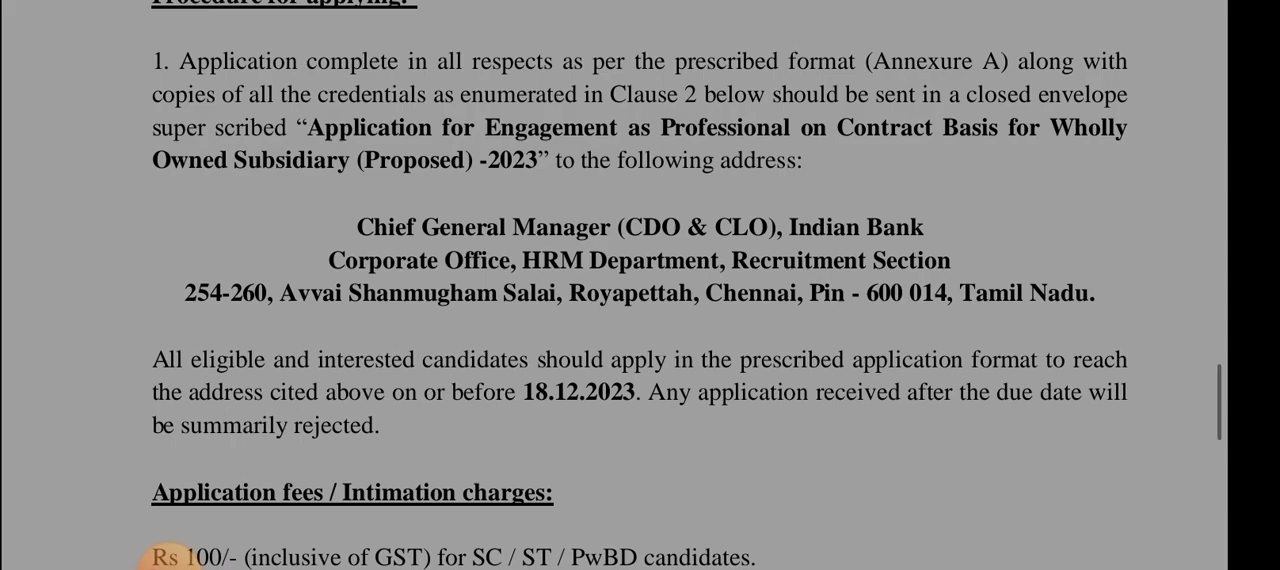 Procedure for applying:
1. Application complete in all respects as per the prescribed format (Annexure A) along with
copies of all the credentials as enumerated in Clause 2 below should be sent in a closed envelope
super scribed “Application for Engagement as Professional on Contract Basis for Wholly
Owned Subsidiary (Proposed) -2023” to the following address:
Chief General Manager (CDO & CLO), Indian Bank
Corporate Office, HRM Department, Recruitment Section
254-260, Avvai Shanmugham Salai, Royapettah, Chennai, Pin - 600 014, Tamil Nadu.
All eligible and interested candidates should apply in the prescribed application format to reach
the address cited above on or before 18.12.2023. Any application received after the due date will
be summarily rejected.
Application fees / Intimation charges:
Rs 100/- (inclusive of GST) for SC / ST / PwBD candidates.